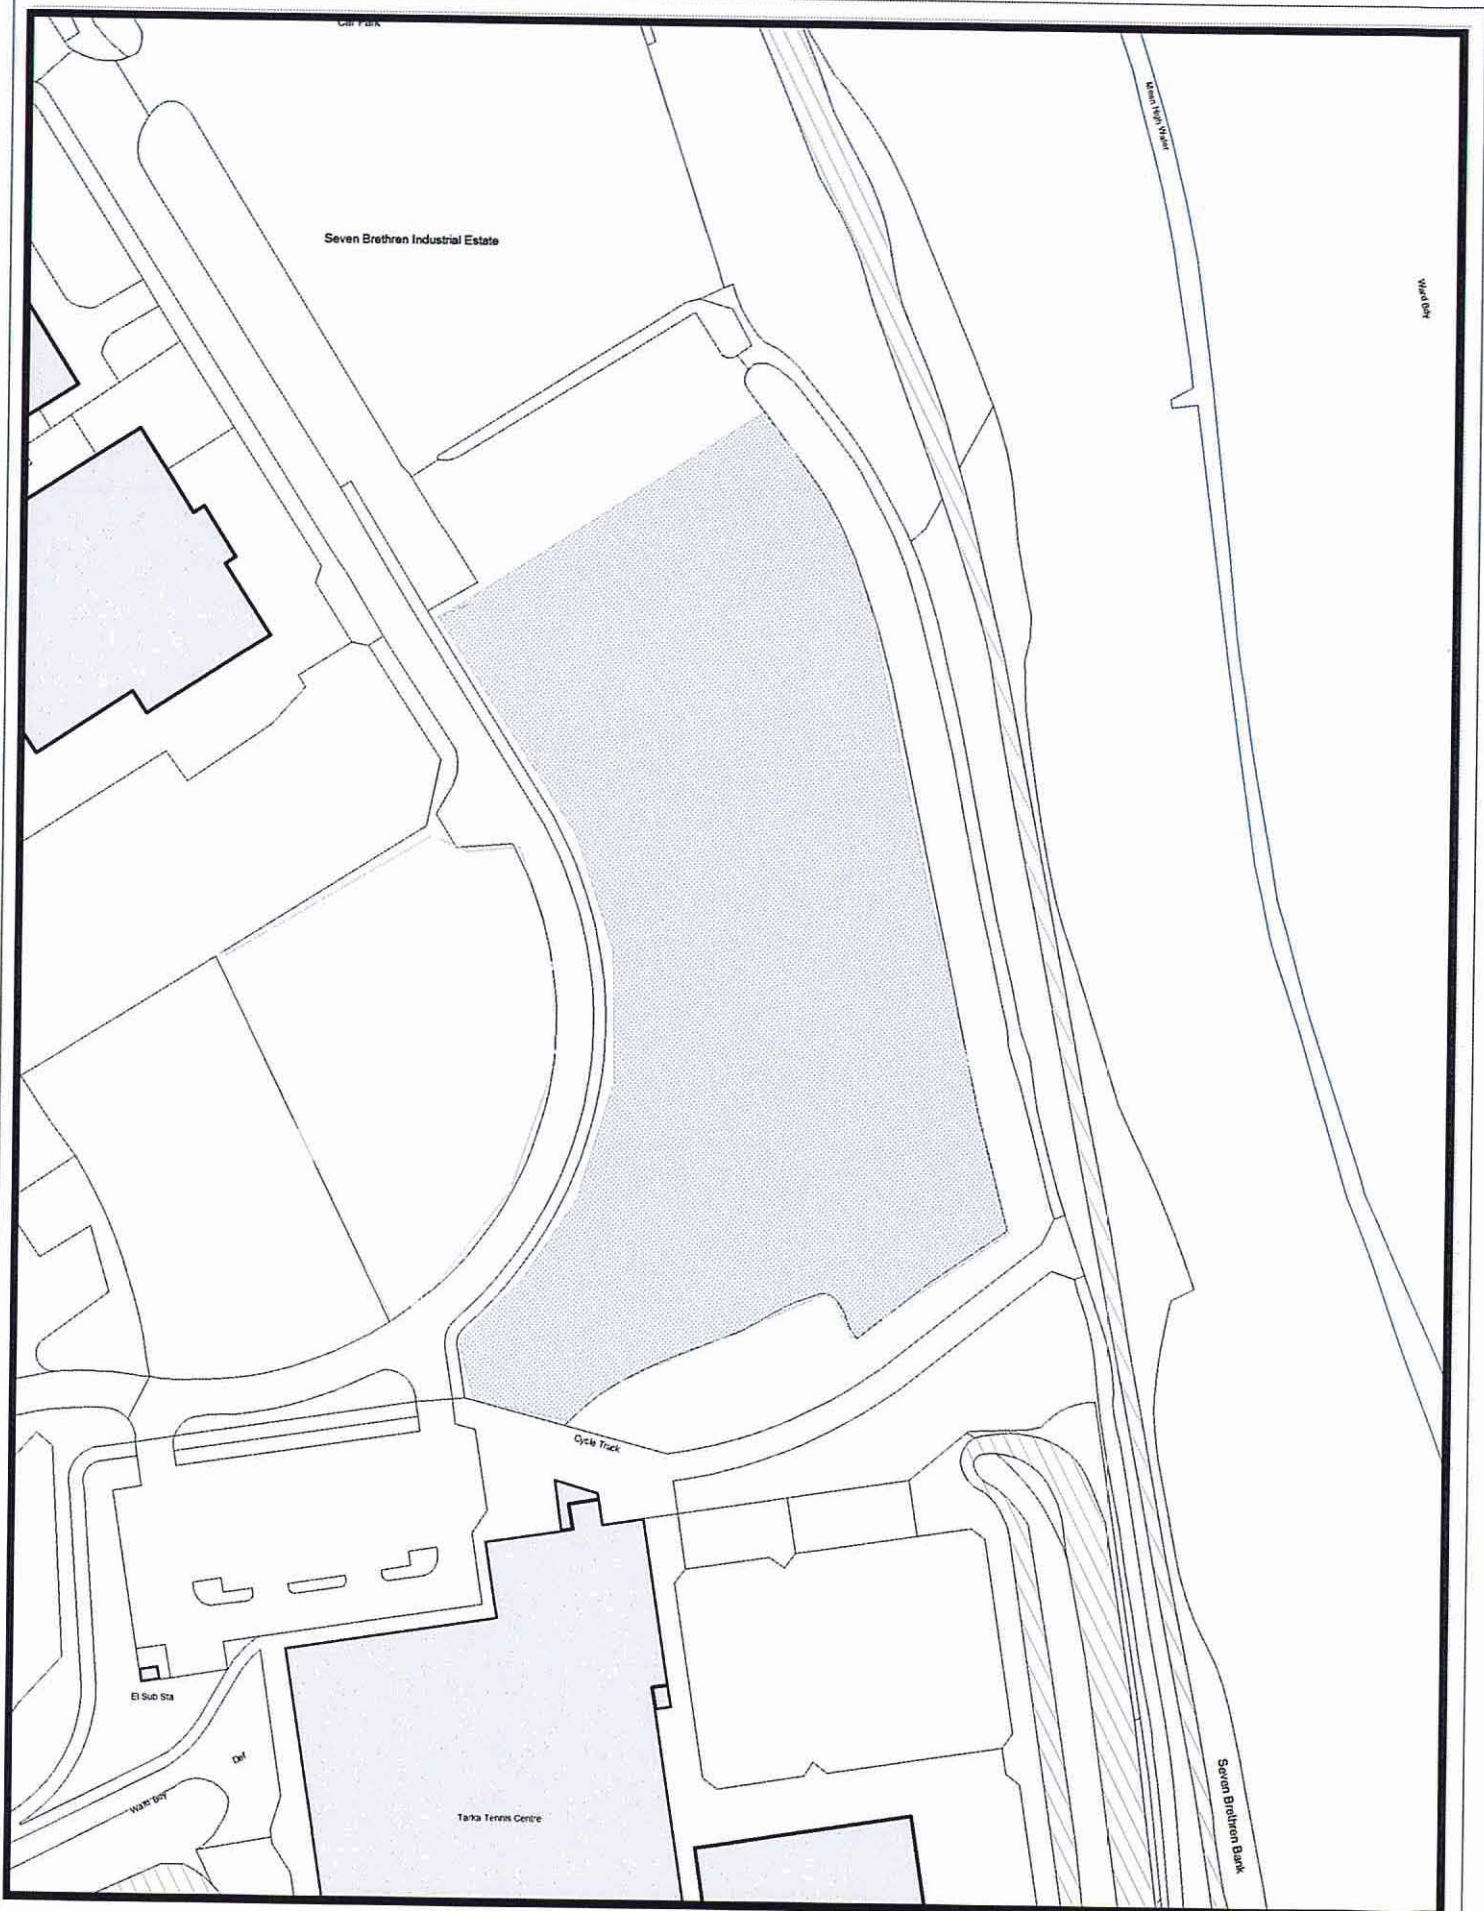 Car Park
Mean High Water
Seven Brethren Industrial Estate
Ward Bdy
Cycle Track
El Sub Sta
Def
Ward Bdy
Tarka Tennis Centre
Seven Brethren Bank